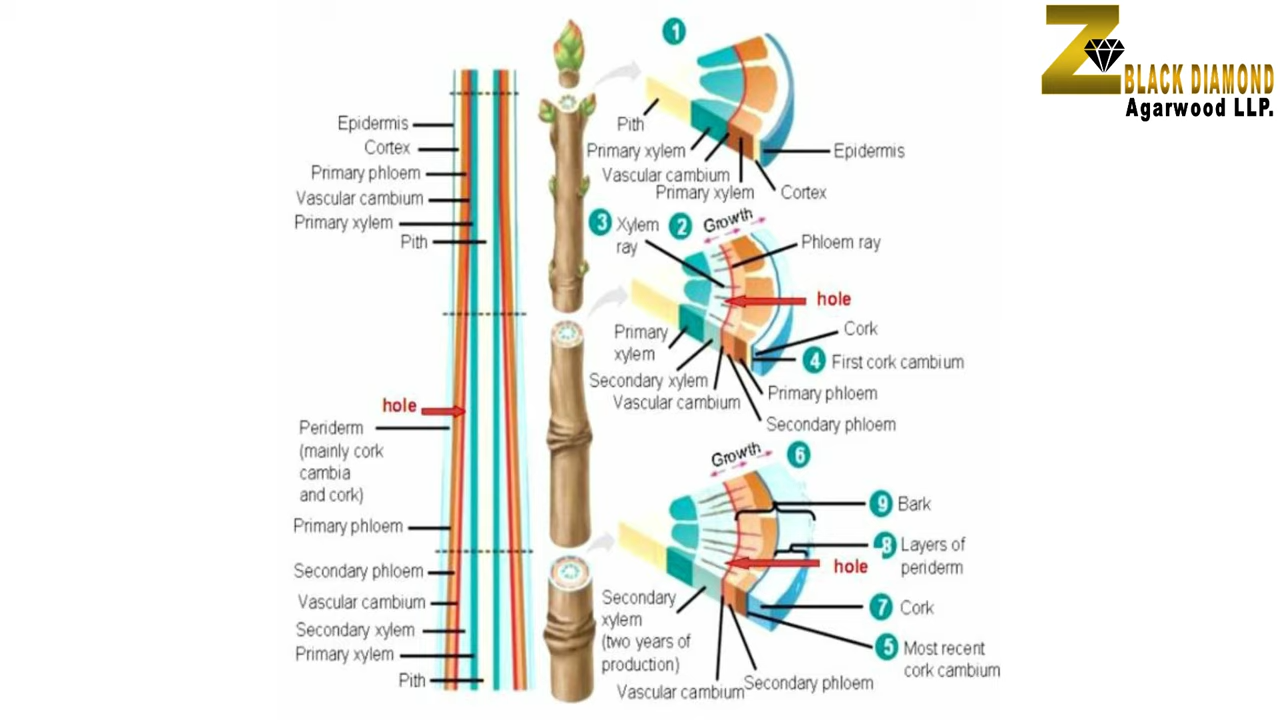 Z
BLACK DIAMOND
Agarwood LLP.
Epidermis
Cortex
Primary phloem
Vascular cambium
Primary xylem
Pith
hole
Periderm
(mainly cork
cambia
and cork)
Primary phloem
Secondary phloem
Vascular cambium
Secondary xylem
Primary xylem
Pith
1
Pith
Primary xylem
Vascular cambium
Primary xylem
Epidermis
Cortex
3 Xylem
ray
2
Growth
Phloem ray
hole
Cork
4 First cork cambium
Primary
xylem
Secondary xylem
Vascular cambium
Primary phloem
Secondary phloem
Growth
6
9 Bark
8 Layers of
periderm
hole
7 Cork
5 Most recent
cork cambium
Secondary
xylem
(two years of
production)
Vascular cambium
Secondary phloem